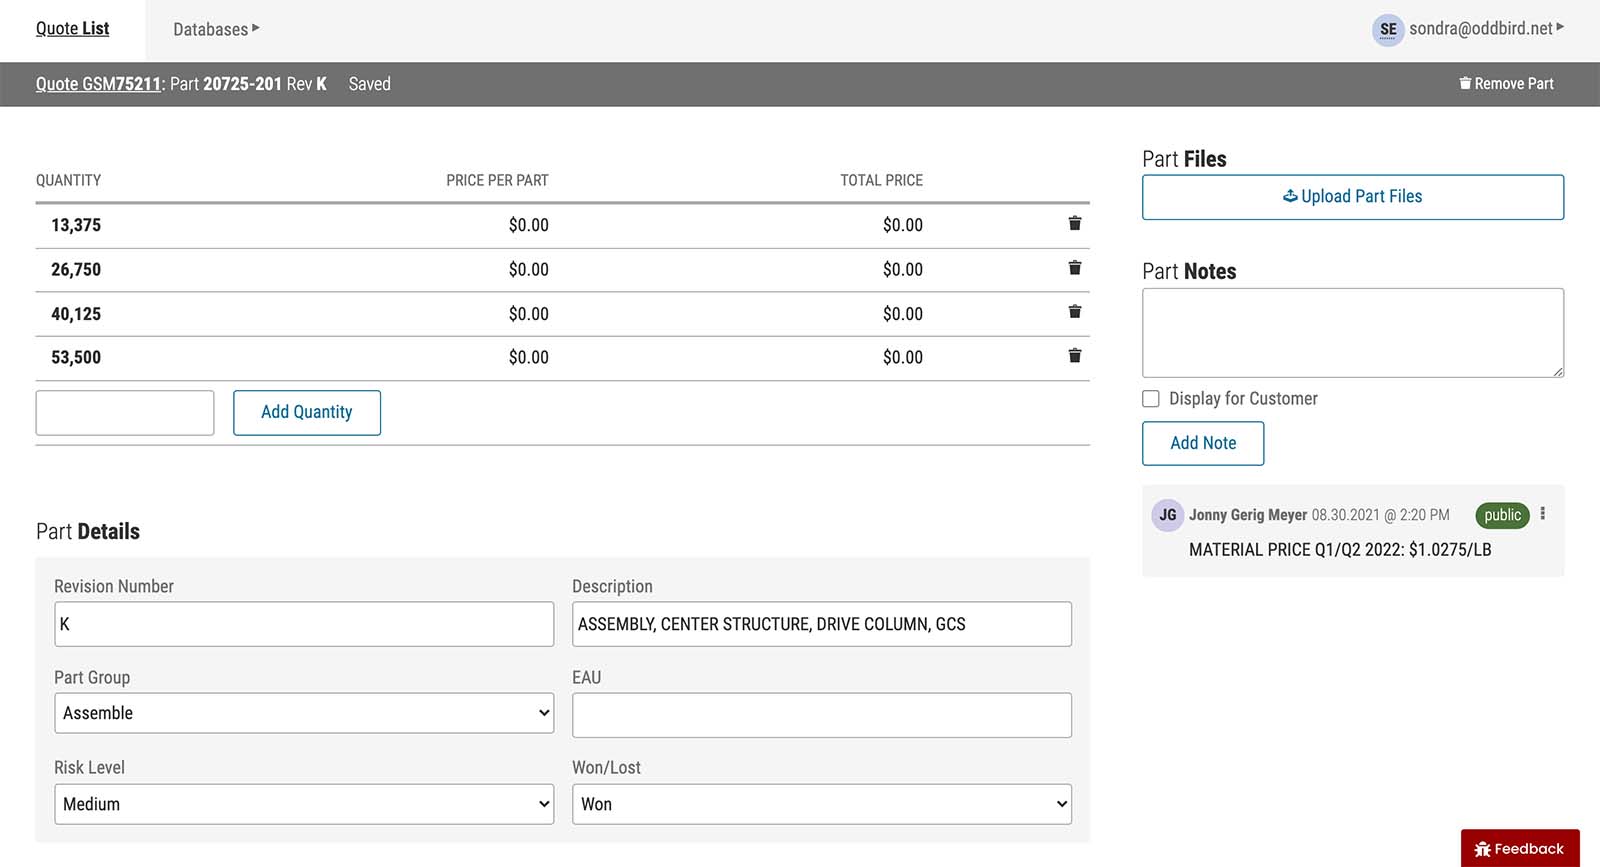 Quote List
Databases
SE sondra@oddbird.net
Quote GSM75211: Part 20725-201 Rev K Saved
Remove Part
QUANTITY PRICE PER PART TOTAL PRICE
13,375 $0.00 $0.00
26,750 $0.00 $0.00
40,125 $0.00 $0.00
53,500 $0.00 $0.00
Add Quantity
Part Details
Revision Number
K
Description
ASSEMBLY, CENTER STRUCTURE, DRIVE COLUMN, GCS
Part Group
Assemble
EAU
Risk Level
Medium
Won/Lost
Won
Part Files
Upload Part Files
Part Notes
Display for Customer
Add Note
JG Jonny Gerig Meyer 08.30.2021 @ 2:20 PM public
MATERIAL PRICE Q1/Q2 2022: $1.0275/LB
Feedback